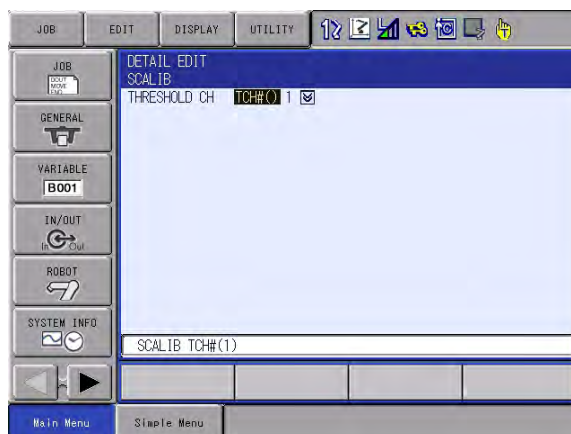 JOB EDIT DISPLAY UTILITY
DETAIL EDIT
SCALIB
THRESHOLD CH TCH#() 1
JOB
DOUT
MOVE
END
GENERAL
VARIABLE
B001
IN/OUT
In Out
ROBOT
SYSTEM INFO
SCALIB TCH#(1)
Main Menu Simple Menu